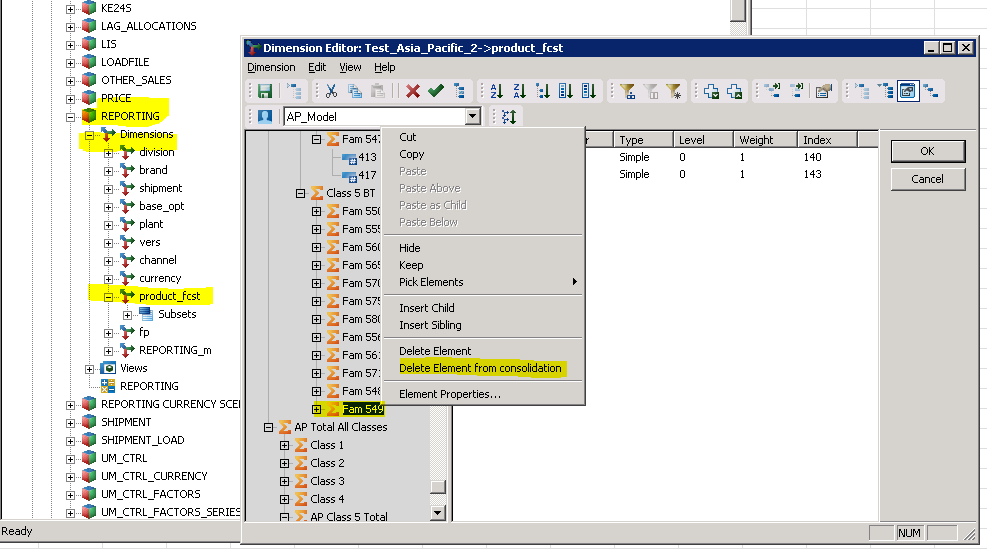 KE24S
LAG_ALLOCATIONS
LIS
LOADFILE
OTHER_SALES
PRICE
REPORTING
Dimensions
division
brand
shipment
base_opt
plant
vers
channel
currency
product_fcst
Subsets
fp
REPORTING_m
Views
REPORTING
REPORTING CURRENCY SCEN
SHIPMENT
SHIPMENT_LOAD
UM_CTRL
UM_CTRL_CURRENCY
UM_CTRL_FACTORS
UM_CTRL_FACTORS_SERIES
Ready
Dimension Editor: Test_Asia_Pacific_2->product_fcst
Dimension Edit View Help
AP_Model
Fam 547
413
417
Class 5 BT
Fam 550
Fam 555
Fam 560
Fam 565
Fam 570
Fam 575
Fam 580
Fam 556
Fam 561
Fam 571
Fam 548
Fam 549
AP Total All Classes
Class 1
Class 2
Class 3
Class 4
AP Class 5 Total
Cut
Copy
Paste
Paste Above
Paste as Child
Paste Below
Hide
Keep
Pick Elements
Insert Child
Insert Sibling
Delete Element
Delete Element from consolidation
Element Properties...
Type Level Weight Index
Simple 0 1 140
Simple 0 1 143
OK
Cancel
NUM